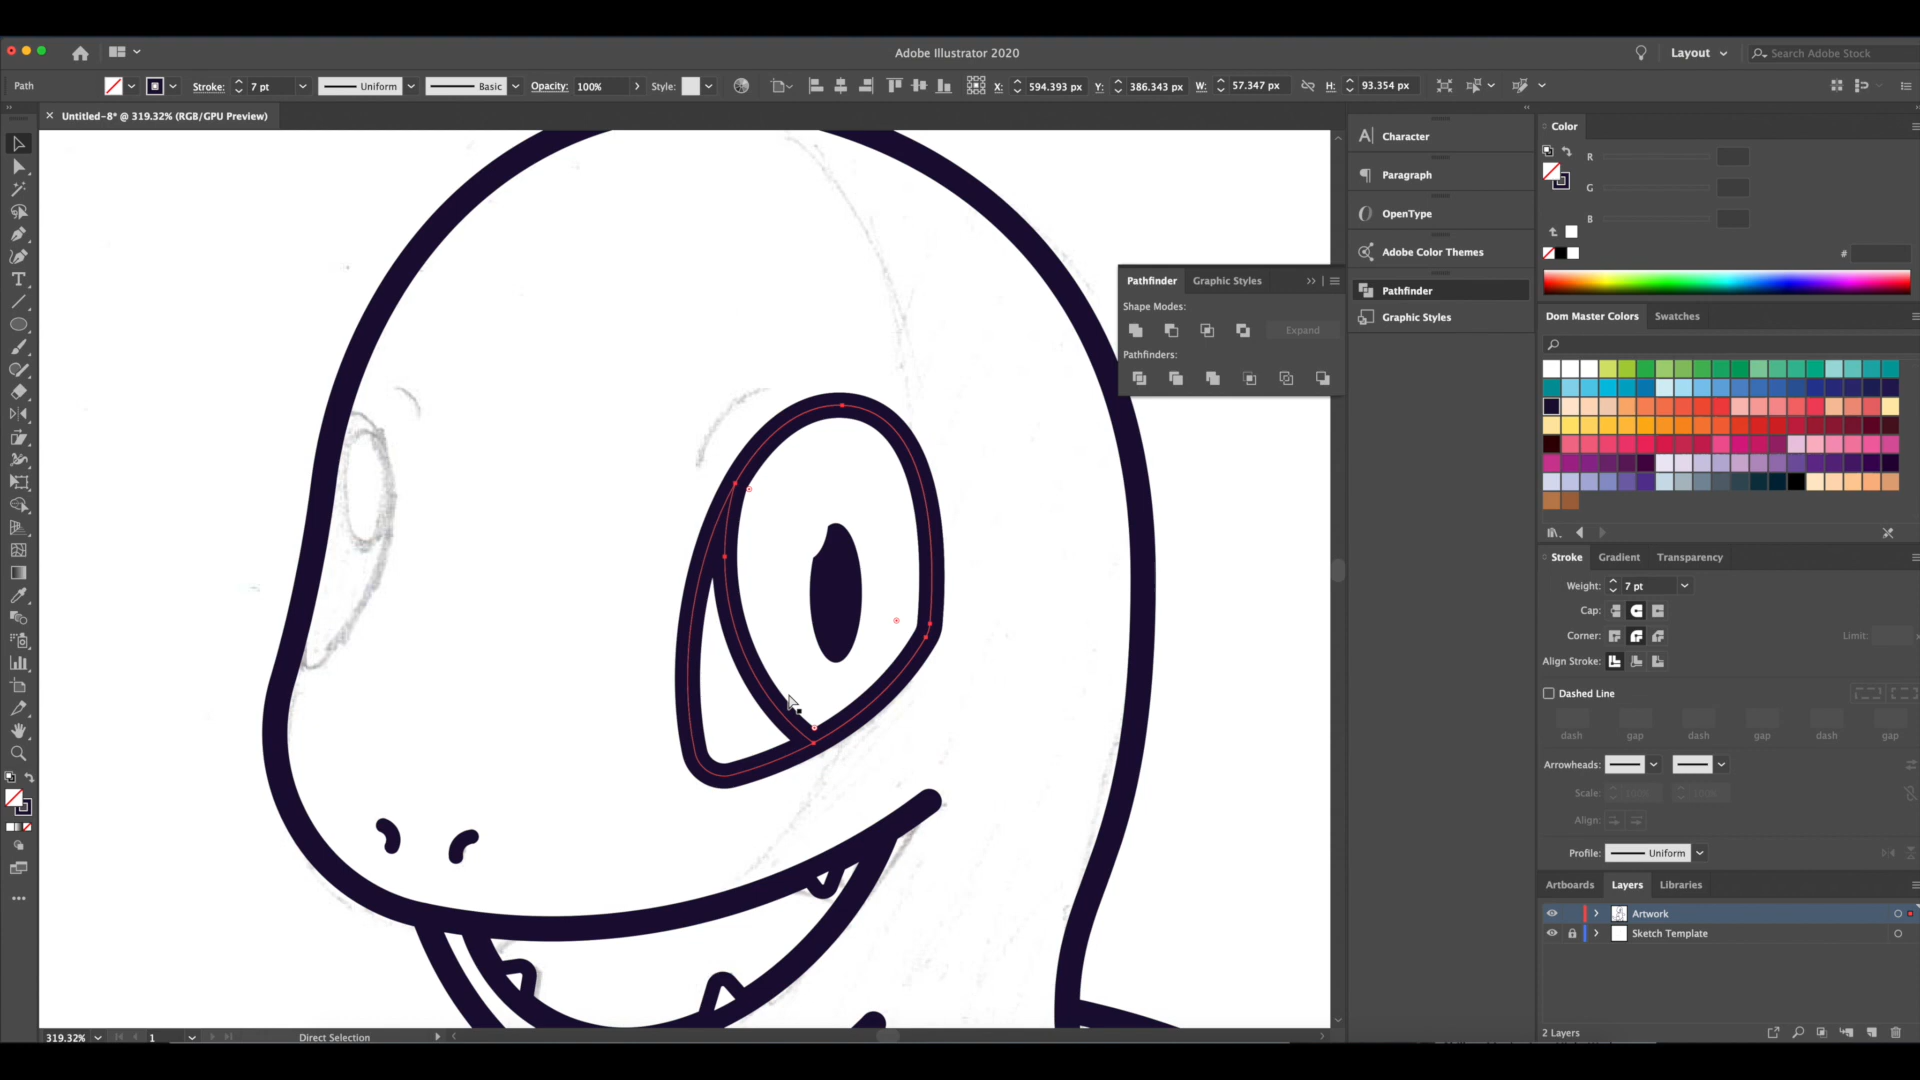 Adobe Illustrator 2020
Layout
Search Adobe Stock
Path
Stroke: 7 pt
Uniform
Basic
Opacity: 100%
Style:
X: 594.393 px
Y: 386.343 px
W: 57.347 px
H: 93.354 px
Untitled-8* @ 319.32% (RGB/GPU Preview)
Character
Paragraph
OpenType
Adobe Color Themes
Pathfinder
Graphic Styles
Pathfinder
Graphic Styles
Shape Modes:
Expand
Pathfinders:
Color
R
G
B
#
Dom Master Colors
Swatches
Stroke
Gradient
Transparency
Weight: 7 pt
Cap:
Corner:
Limit:
Align Stroke:
Dashed Line
dash
gap
dash
gap
dash
gap
Arrowheads:
Scale: 100% 100%
Align:
Profile: Uniform
Artboards
Layers
Libraries
Artwork
Sketch Template
2 Layers
319.32%
1
Direct Selection